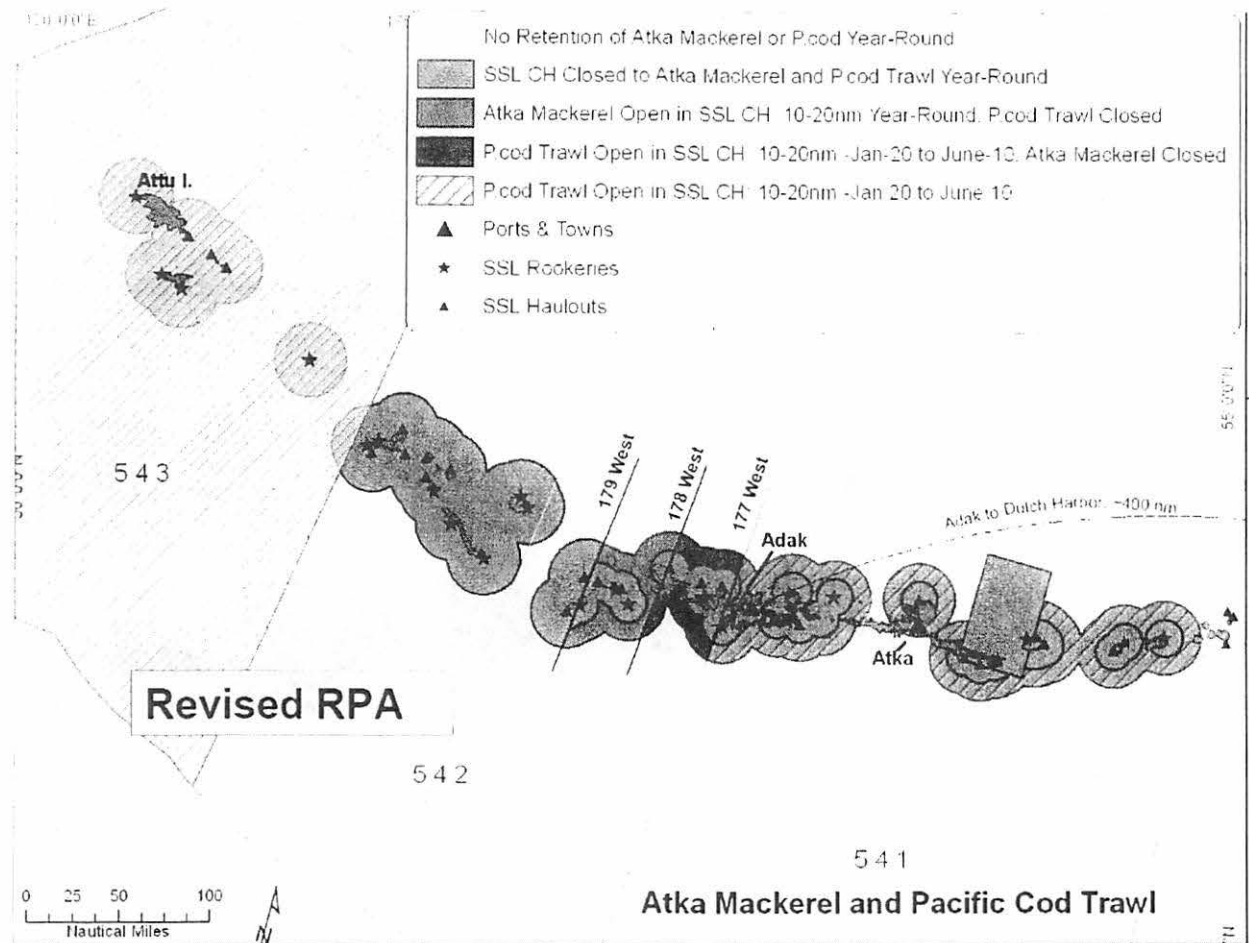 No Retention of Atka Mackerel or P.cod Year-Round
SSL CH Closed to Atka Mackerel and P.cod Trawl Year-Round
Atka Mackerel Open in SSL CH 10-20nm Year-Round. P.cod Trawl Closed
P.cod Trawl Open in SSL CH 10-20nm -Jan-20 to June-10. Atka Mackerel Closed
P.cod Trawl Open in SSL CH 10-20nm -Jan 20 to June 10
Ports & Towns
SSL Rookeries
SSL Haulouts
Attu I.
55°0'0"N
543
179 West
178 West
177 West
Adak to Dutch Harbor. ~400 nm
Adak
Atka
Revised RPA
542
541
0 25 50 100
Nautical Miles
N
Atka Mackerel and Pacific Cod Trawl